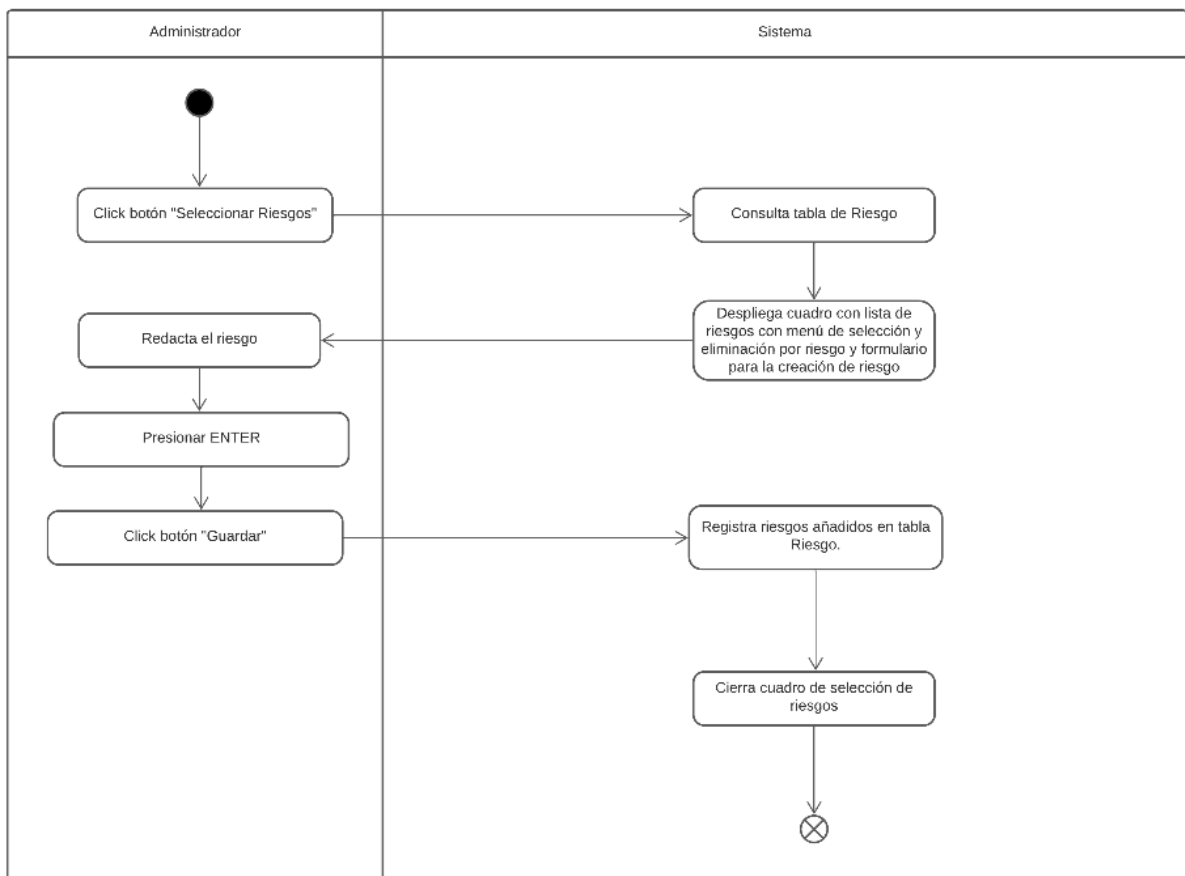 Administrador
Sistema
Click botón "Seleccionar Riesgos"
Consulta tabla de Riesgo
Despliega cuadro con lista de
riesgos con menú de selección y
eliminación por riesgo y formulario
para la creación de riesgo
Redacta el riesgo
Presionar ENTER
Click botón "Guardar"
Registra riesgos añadidos en tabla
Riesgo.
Cierra cuadro de selección de
riesgos